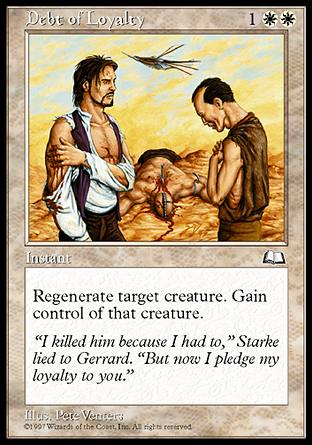 Debt of Loyalty 1
Instant
Regenerate target creature. Gain
control of that creature.
“I killed him because I had to,” Starke
lied to Gerrard. “But now I pledge my
loyalty to you.”
Illus. Pete Venters
©1997 Wizards of the Coast, Inc. All rights reserved.